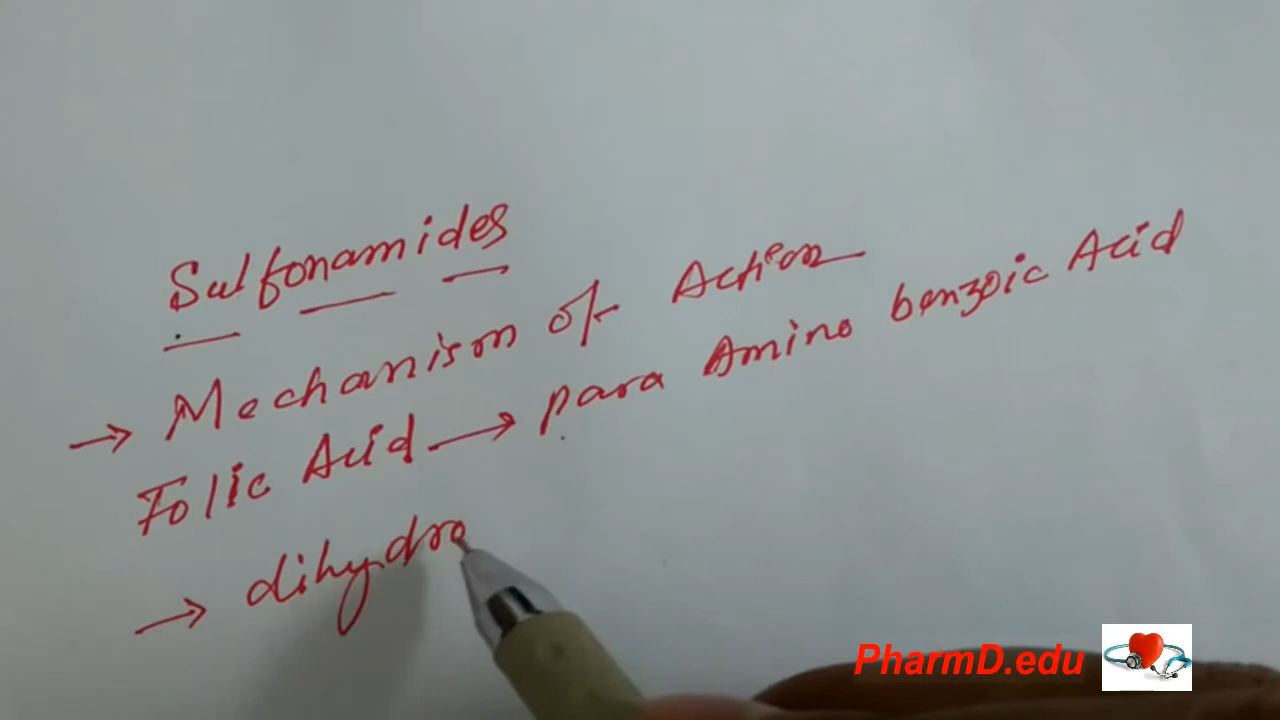 Sulfonamides
→ Mechanism of Action
Folic Acid → para Amino benzoic Acid
→ dihydro
PharmD.edu